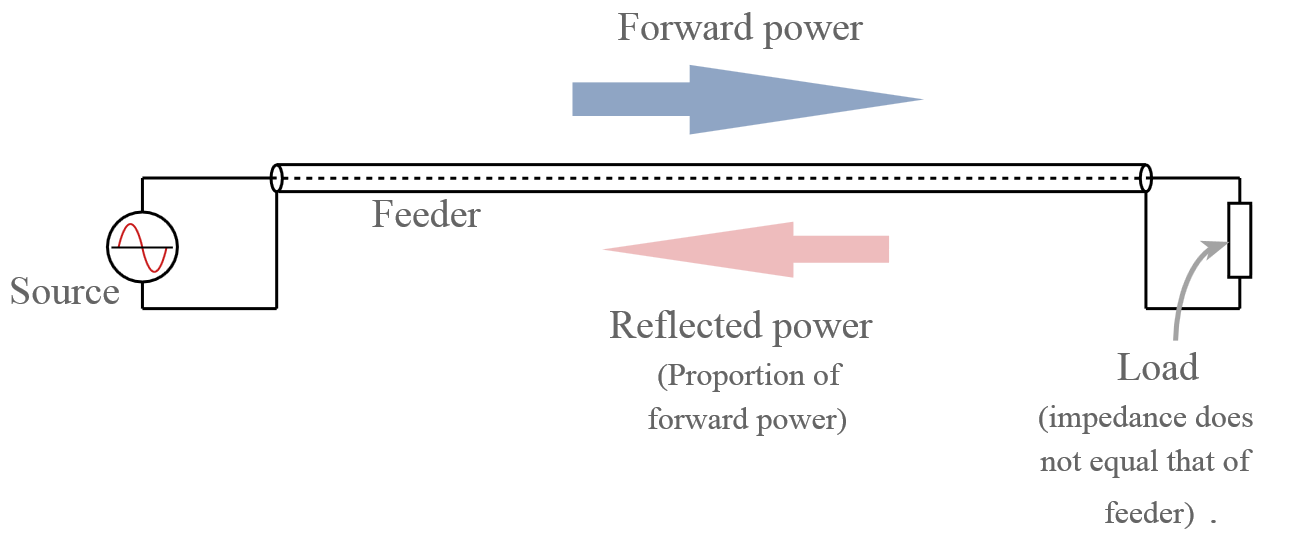 Forward power
Feeder
Source
Reflected power
(Proportion of
forward power)
Load
(impedance does
not equal that of
feeder) .